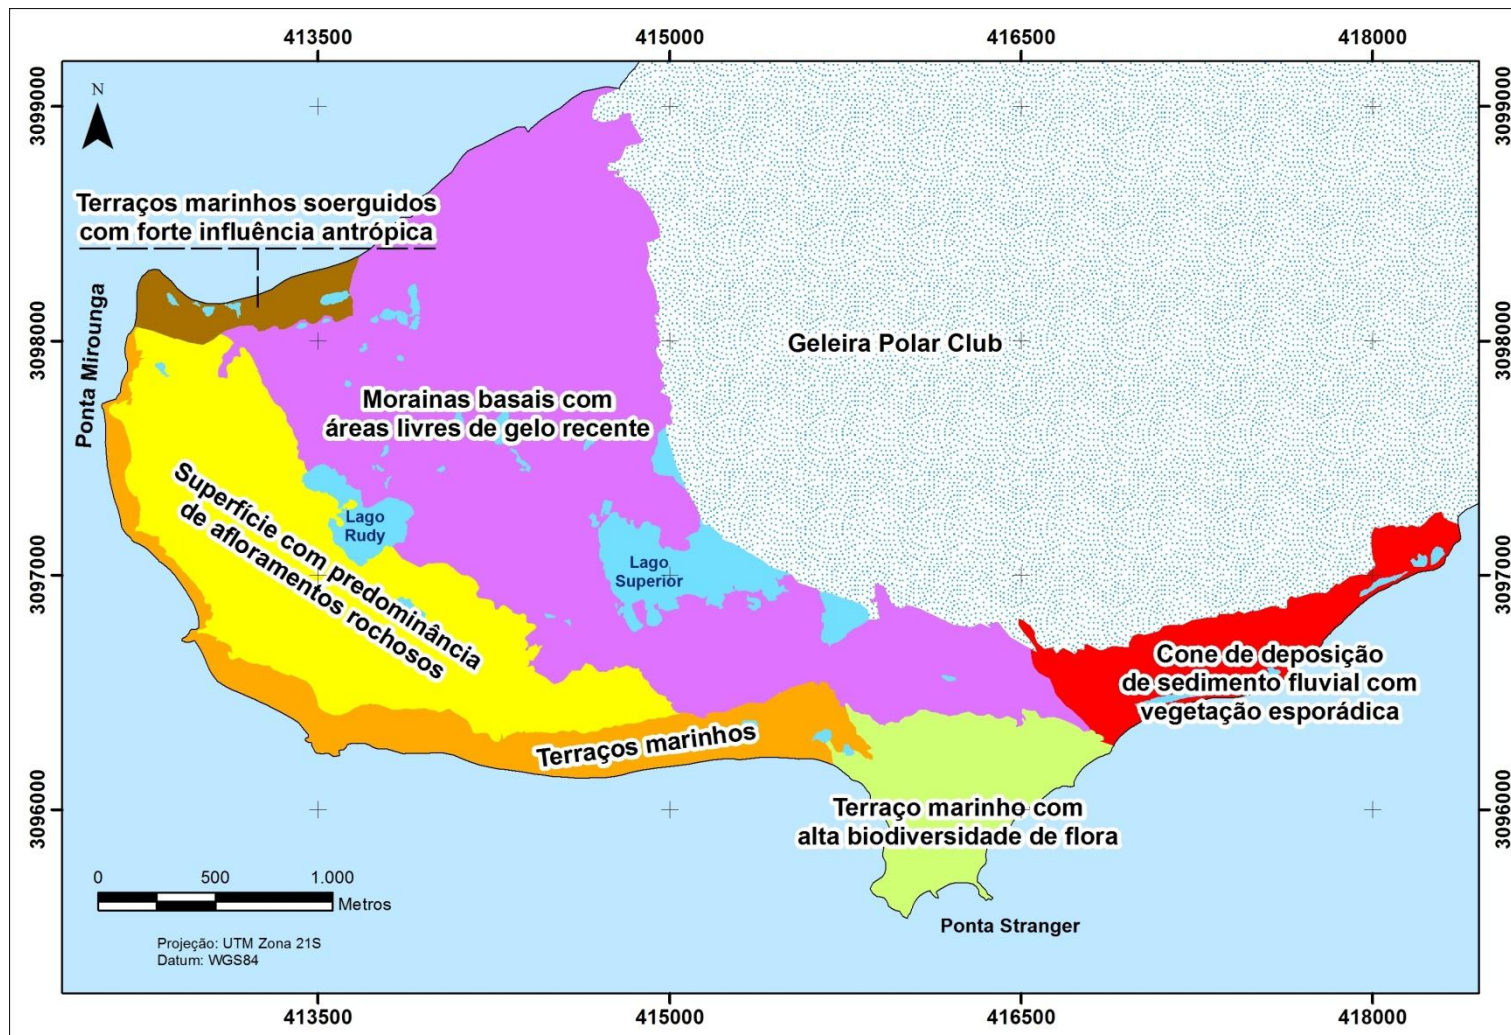 413500
415000
416500
418000
3099000
3099000
N
Terraços marinhos soerguidos
com forte influência antrópica
Ponta Mirounga
3098000
Geleira Polar Club
3098000
Morainas basais com
áreas livres de gelo recente
Superfície com predominância
de afloramentos rochosos
Lago
Rudy
Lago
Superior
3097000
3097000
Cone de deposição
de sedimento fluvial com
vegetação esporádica
Terraços marinhos
3096000
Terraço marinho com
alta biodiversidade de flora
3096000
0
500
1.000
Metros
Ponta Stranger
Projeção: UTM Zona 21S
Datum: WGS84
413500
415000
416500
418000